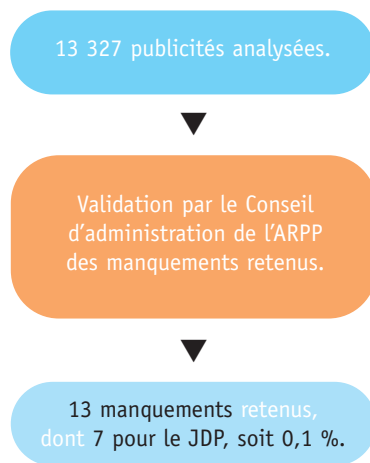 13 327 publicités analysées.
Validation par le Conseil
d'administration de l'ARPP
des manquements retenus.
13 manquements retenus,
dont 7 pour le JDP, soit 0,1 %.